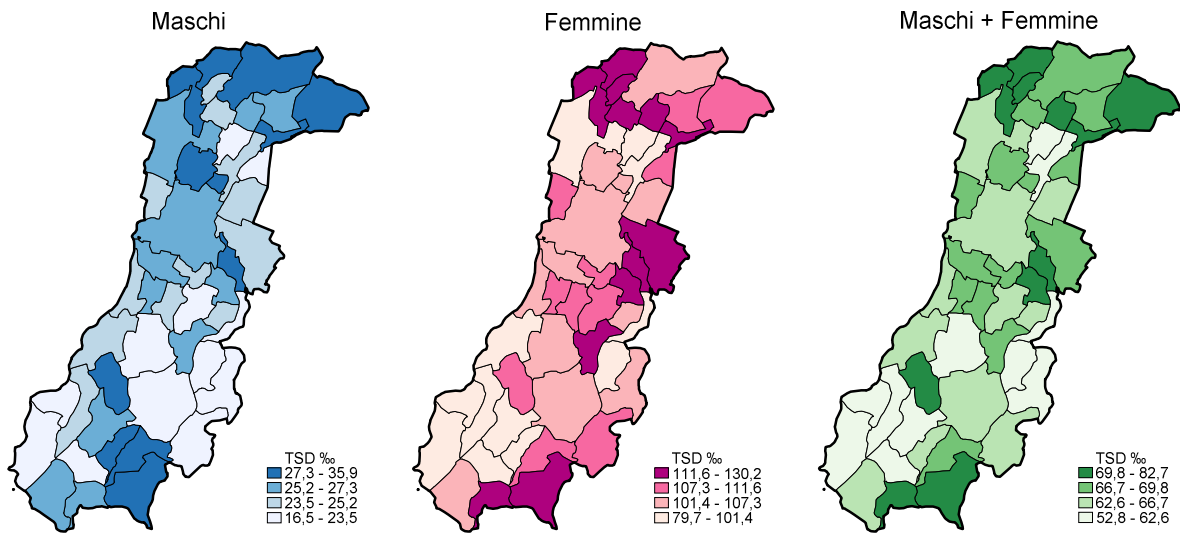 Maschi
Femmine
Maschi + Femmine
TSD ‰
27,3 - 35,9
25,2 - 27,3
23,5 - 25,2
16,5 - 23,5
TSD ‰
111,6 - 130,2
107,3 - 111,6
101,4 - 107,3
79,7 - 101,4
TSD ‰
69,8 - 82,7
66,7 - 69,8
62,6 - 66,7
52,8 - 62,6